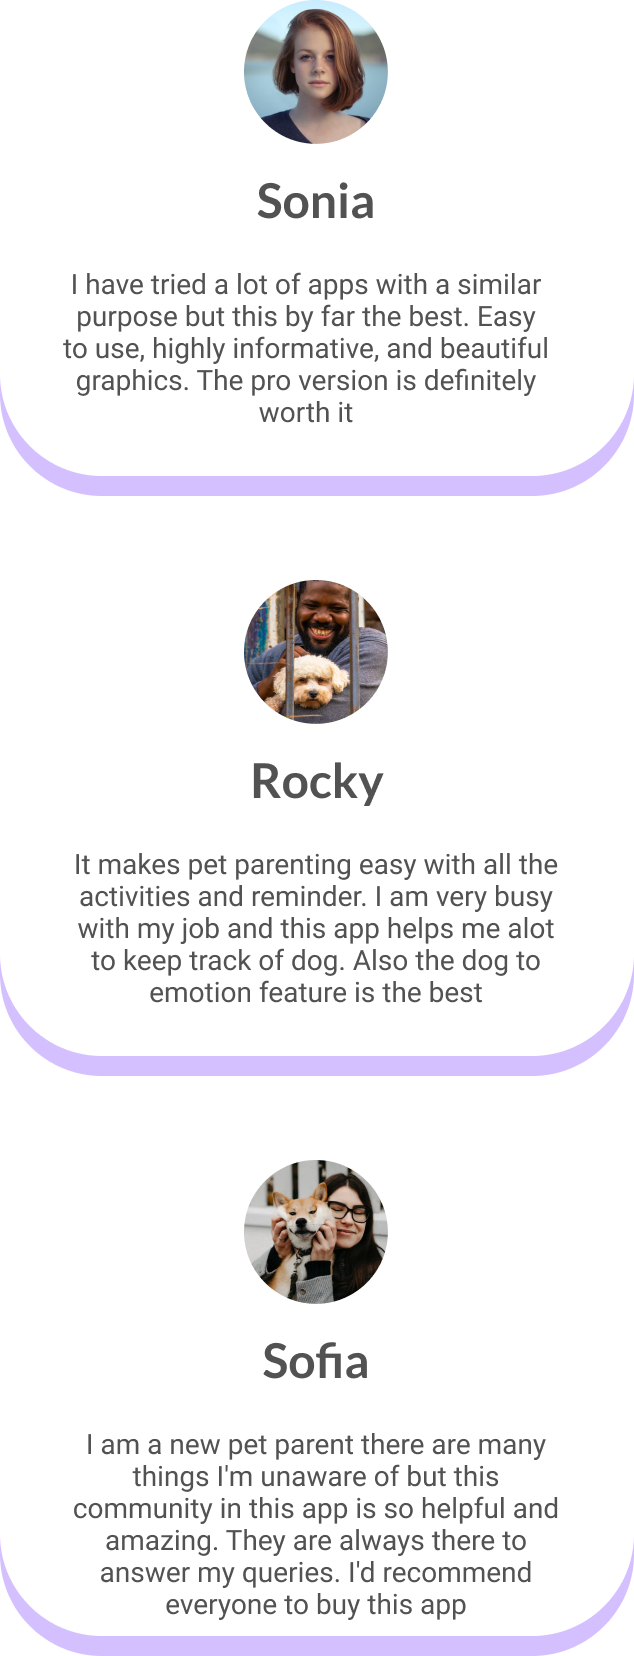 Sonia
I have tried a lot of apps with a similar
purpose but this by far the best. Easy
to use, highly informative, and beautiful
graphics. The pro version is definitely
worth it
Rocky
It makes pet parenting easy with all the
activities and reminder. I am very busy
with my job and this app helps me alot
to keep track of dog. Also the dog to
emotion feature is the best
Sofia
I am a new pet parent there are many
things I'm unaware of but this
community in this app is so helpful and
amazing. They are always there to
answer my queries. I'd recommend
everyone to buy this app